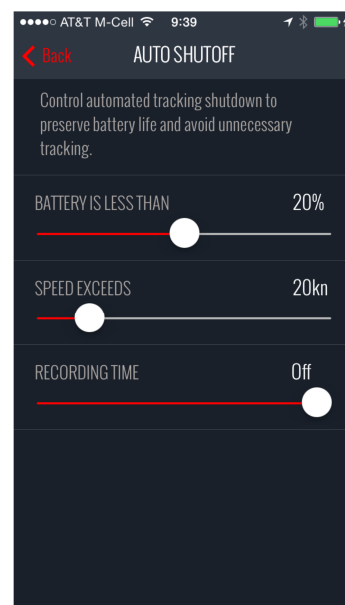 AT&T M-Cell 9:39
Back AUTO SHUTOFF
Control automated tracking shutdown to
preserve battery life and avoid unnecessary
tracking.
BATTERY IS LESS THAN 20%
SPEED EXCEEDS 20kn
RECORDING TIME Off